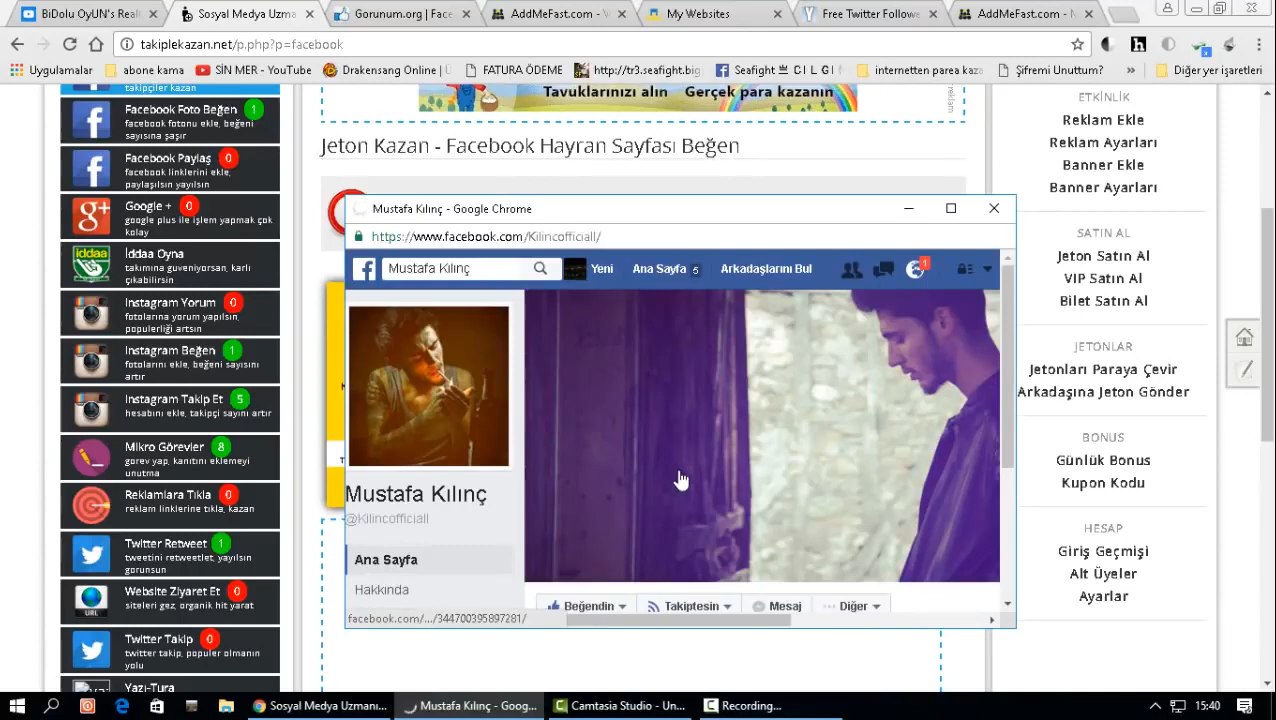 BiDolu OyUN's Real
Sosyal Medya Uzma
Gorunum.org | Face
AddMeFast.com -
My Websites
Free Twitter Followe
AddMeFast.com - N
takiplekazan.net/p.php?p=facebook
Uygulamalar
abone kama
SİN MER - YouTube
Drakensang Online
FATURA ÖDEME
http://tr3.seafight.big
internetten para kaza
Şifremi Unuttum?
»
Diğer yer işaretleri
takipçiler kazan
Facebook Foto Beğen 1
facebook fotonu ekle, beğeni
sayısına şaşır
Facebook Paylaş 0
facebook linklerini ekle,
paylaşılsın yayılsın
Google + 0
google plus ile işlem yapmak çok
kolay
İddaa Oyna
takımına guveniyorsan, karlı
çıkabilirsin
iddaa
Instagram Yorum 0
fotolarına yorum yapılsın,
populerliği artsın
Instagram Beğen 1
fotolarını ekle, beğeni sayısını
artır
Instagram Takip Et 5
hesabını ekle, takipçi sayını artır
Mikro Görevler 8
gorev yap, kanıtını eklemeyi
unutma
Reklamlara Tıkla 0
reklam linklerine tıkla, kazan
Twitter Retweet 1
tweetini retweetlet, yayılsın
gorunsun
Website Ziyaret Et 0
siteleri gez, organik hit yarat
URL
Twitter Takip 0
twitter takip, populer olmanın
yolu
Yazı-Tura
Tavuklarınızı alın Gerçek para kazanın
reklam
Jeton Kazan - Facebook Hayran Sayfası Beğen
Mustafa Kılınç - Google Chrome
https://www.facebook.com/Kilincofficiall/
Mustafa Kılınç
Yeni
Ana Sayfa 5
Arkadaşlarını Bul
1
Mustafa Kılınç
@Kilincofficiall
Ana Sayfa
Hakkında
Beğendin
Takiptesin
Mesaj
Diğer
facebook.com/.../344700395897281/
ETKİNLİK
Reklam Ekle
Reklam Ayarları
Banner Ekle
Banner Ayarları
SATIN AL
Jeton Satın Al
VIP Satın Al
Bilet Satın Al
JETONLAR
Jetonları Paraya Çevir
Arkadaşına Jeton Gönder
BONUS
Günlük Bonus
Kupon Kodu
HESAP
Giriş Geçmişi
Alt Üyeler
Ayarlar
Sosyal Medya Uzmanı...
Mustafa Kılınç - Goog...
Camtasia Studio - Un...
Recording...
15:40